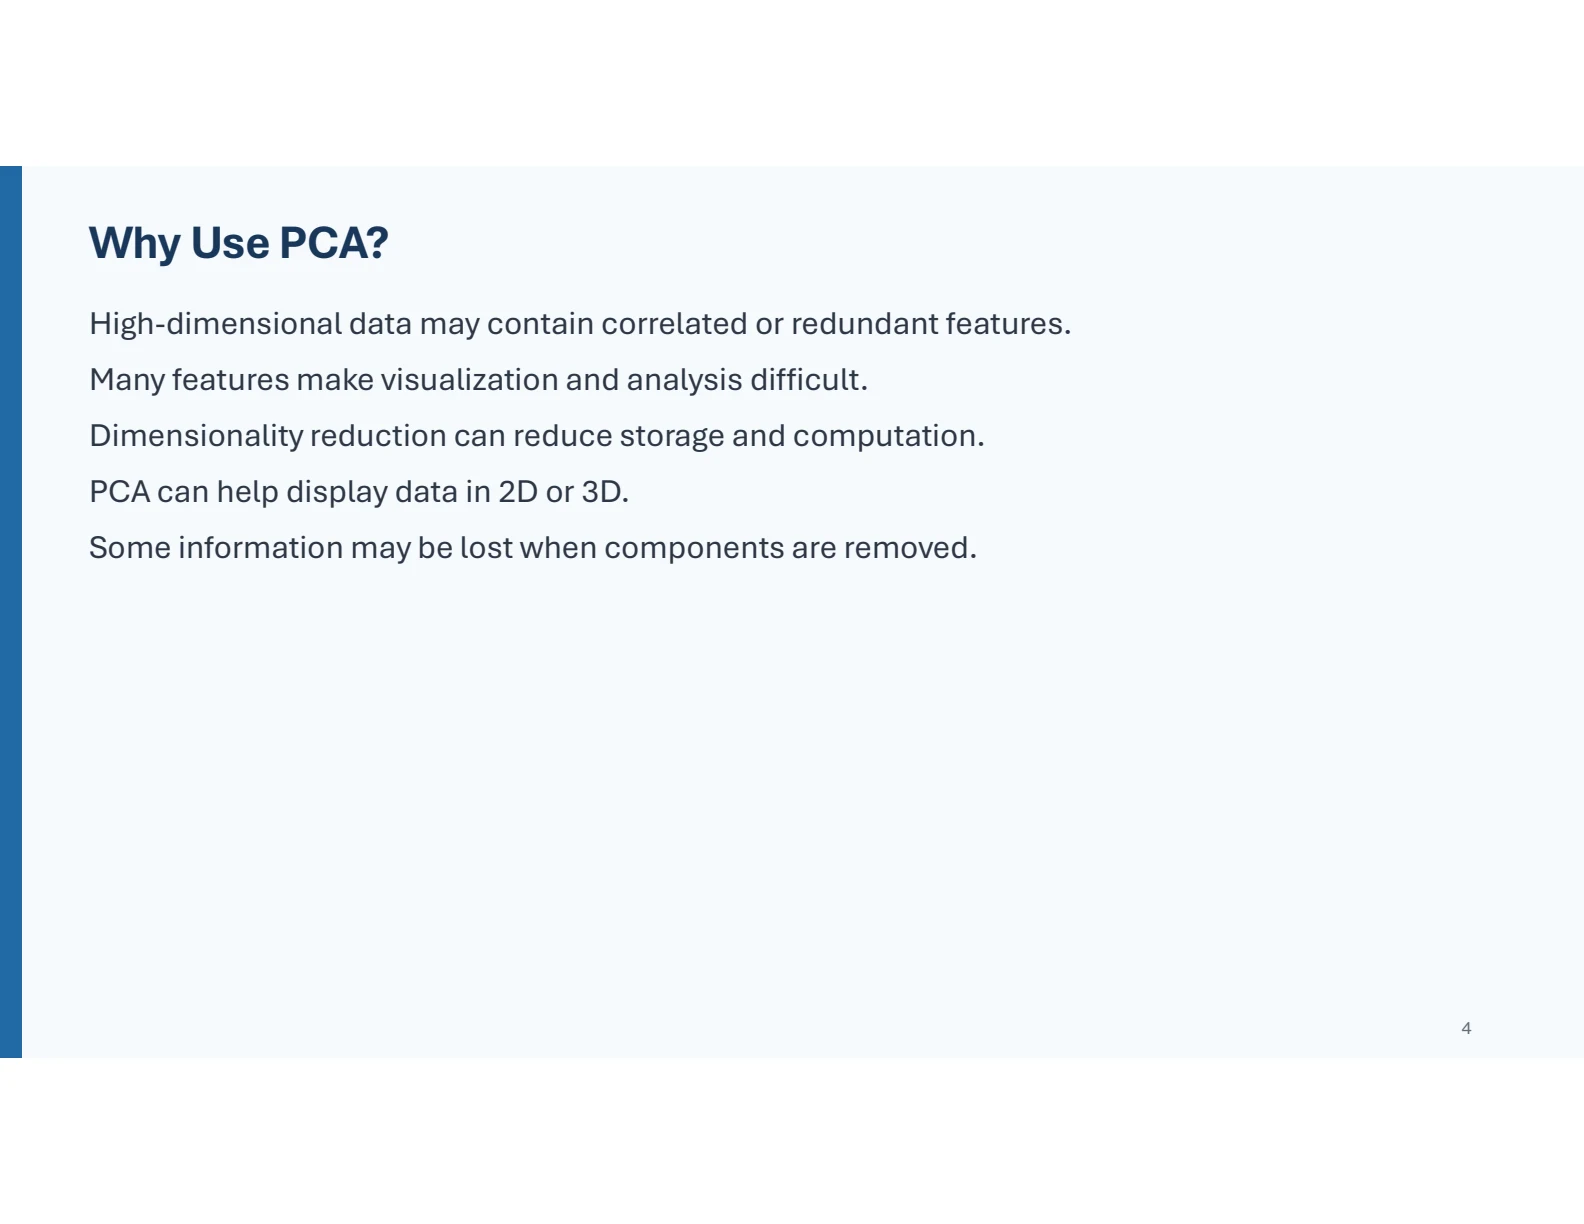 Why Use PCA?
High-dimensional data may contain correlated or redundant features.
Many features make visualization and analysis difficult.
Dimensionality reduction can reduce storage and computation.
PCA can help display data in 2D or 3D.
Some information may be lost when components are removed.
4